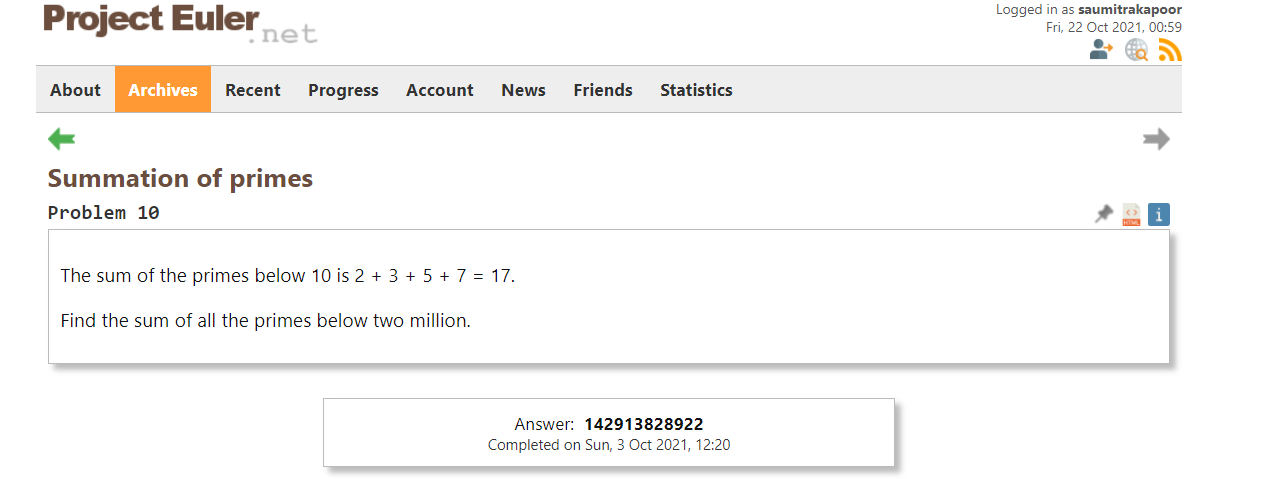 Project Euler.net
Logged in as saumitrakapoor
Fri, 22 Oct 2021, 00:59
About Archives Recent Progress Account News Friends Statistics
Summation of primes
Problem 10
HTML
i
The sum of the primes below 10 is 2 + 3 + 5 + 7 = 17.
Find the sum of all the primes below two million.
Answer: 142913828922
Completed on Sun, 3 Oct 2021, 12:20